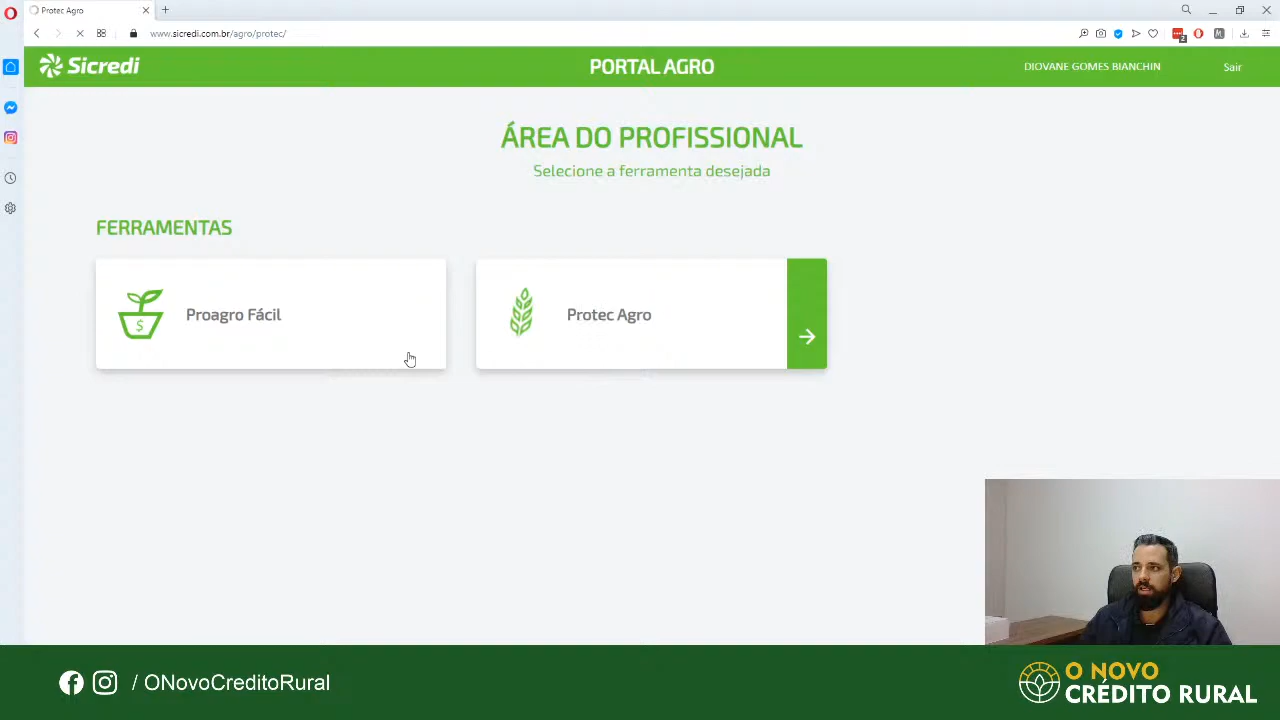 Protec Agro
www.sicredi.com.br/agro/protec/
2
M
Sicredi
PORTAL AGRO
DIOVANE GOMES BIANCHIN
Sair
ÁREA DO PROFISSIONAL
Selecione a ferramenta desejada
FERRAMENTAS
$
Proagro Fácil
Protec Agro
/ ONovoCreditoRural
O NOVO
CRÉDITO RURAL